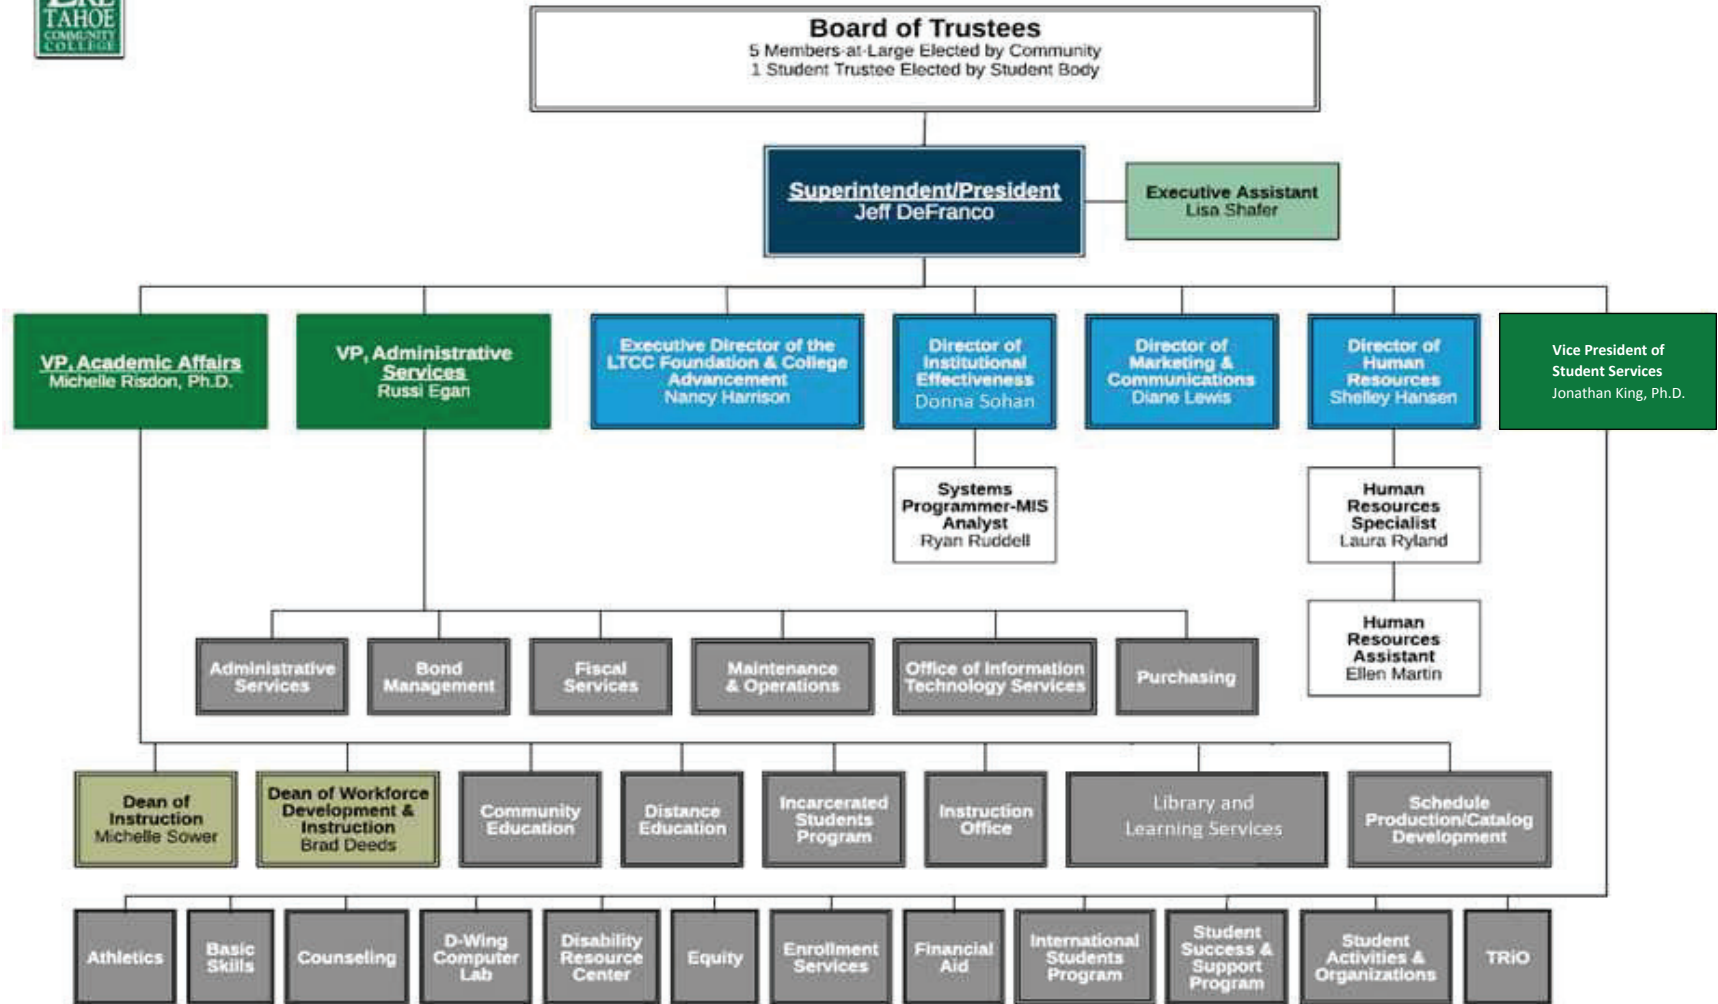 TAHOE
COMMUNITY
COLLEGE
Board of Trustees
5 Members-at-Large Elected by Community
1 Student Trustee Elected by Student Body
Superintendent/President
Jeff DeFranco
Executive Assistant
Lisa Shafer
VP, Academic Affairs
Michelle Risdon, Ph.D.
VP, Administrative
Services
Russi Egan
Executive Director of the
LTCC Foundation & College
Advancement
Nancy Harrison
Director of
Institutional
Effectiveness
Donna Sohan
Director of
Marketing &
Communications
Diane Lewis
Director of
Human
Resources
Shelley Hansen
Vice President of
Student Services
Jonathan King, Ph.D.
Systems
Programmer-MIS
Analyst
Ryan Ruddell
Human
Resources
Specialist
Laura Ryland
Human
Resources
Assistant
Ellen Martin
Administrative
Services
Bond
Management
Fiscal
Services
Maintenance
& Operations
Office of Information
Technology Services
Purchasing
Dean of
Instruction
Michelle Sower
Dean of Workforce
Development &
Instruction
Brad Deeds
Community
Education
Distance
Education
Incarcerated
Students
Program
Instruction
Office
Library and
Learning Services
Schedule
Production/Catalog
Development
Athletics
Basic
Skills
Counseling
D-Wing
Computer
Lab
Disability
Resource
Center
Equity
Enrollment
Services
Financial
Aid
International
Students
Program
Student
Success &
Support
Program
Student
Activities &
Organizations
TRiO